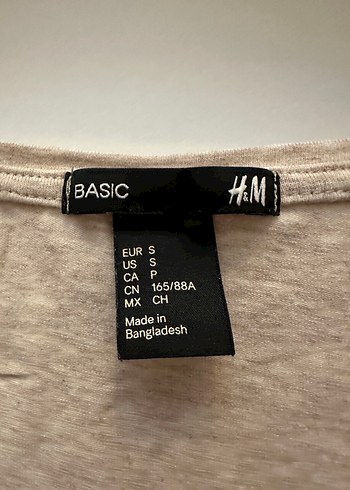 BASIC H&M
EUR S
US S
CA P
CN 165/88A
MX CH
Made in
Bangladesh